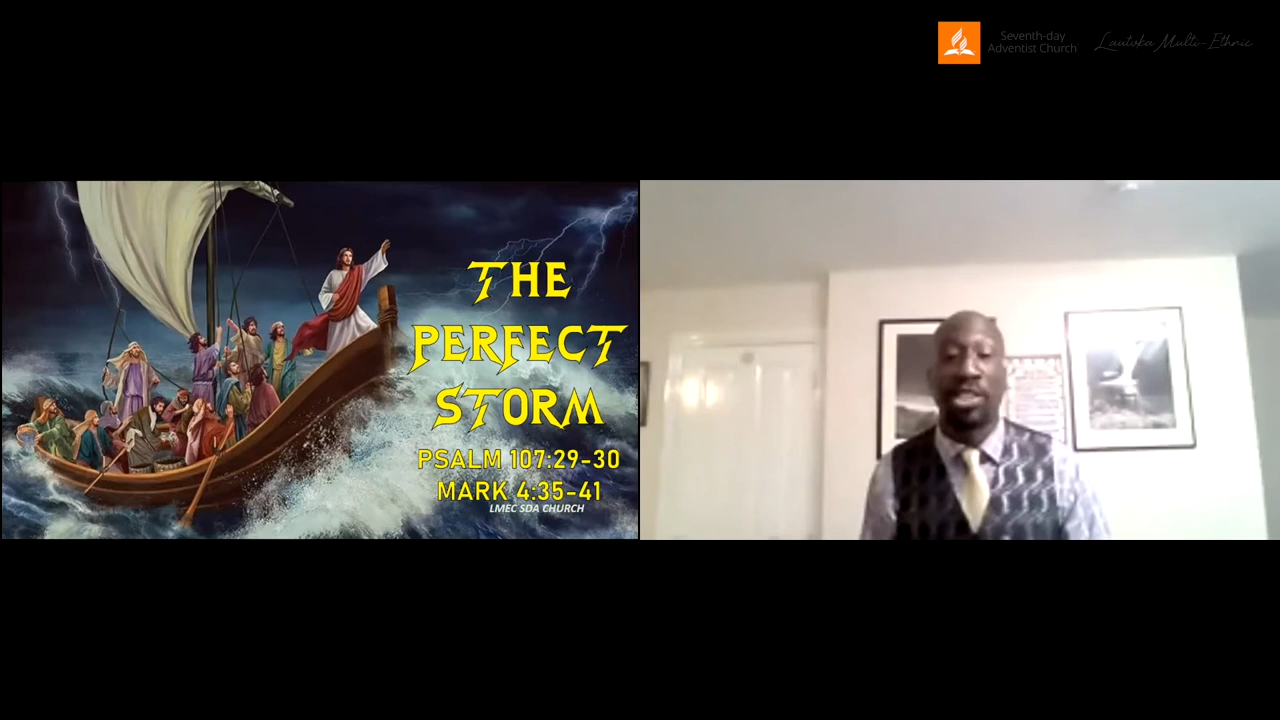 Seventh-day
Adventist Church
Lautoka Multi-Ethnic
THE
PERFECT
STORM
PSALM 107:29-30
MARK 4:35-41
LMEC SDA CHURCH